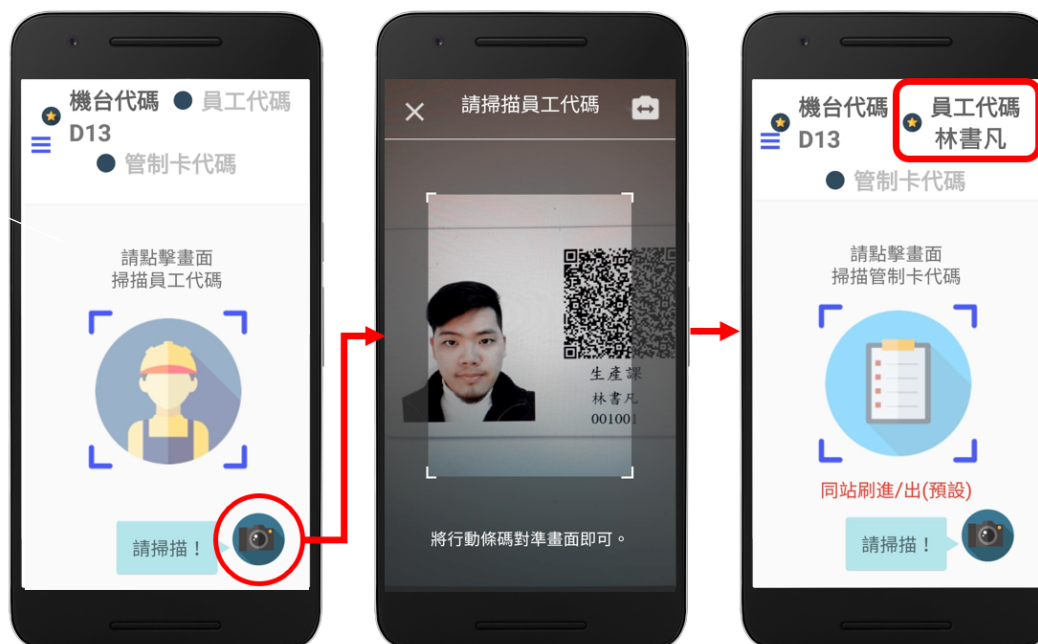 機台代碼
員工代碼
D13
管制卡代碼
請點擊畫面
掃描員工代碼
請掃描！
請掃描員工代碼
生產課
林書凡
001001
將行動條碼對準畫面即可。
機台代碼
D13
員工代碼
林書凡
管制卡代碼
請點擊畫面
掃描管制卡代碼
同站刷進/出(預設)
請掃描！